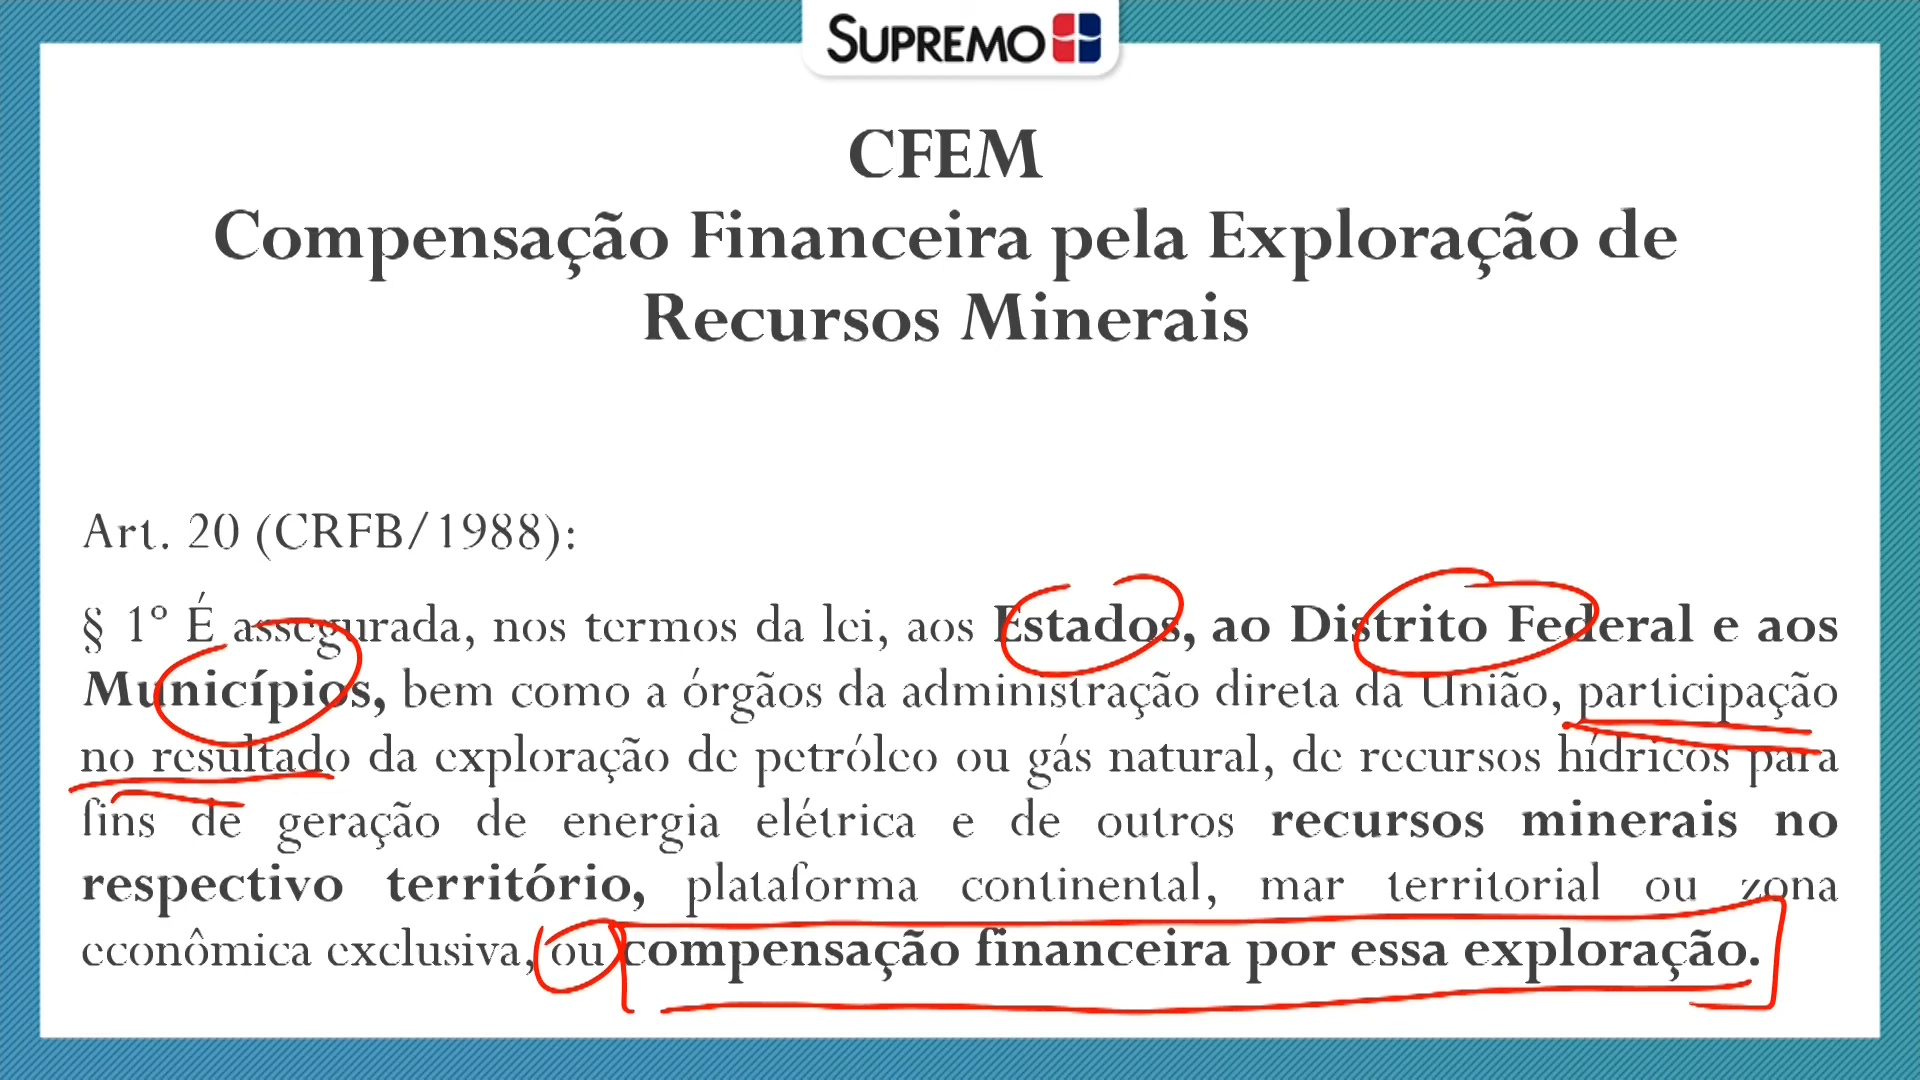 SUPREMO
CFEM
Compensação Financeira pela Exploração de
Recursos Minerais
Art. 20 (CRFB/1988):
§ 1º É assegurada, nos termos da lei, aos Estados, ao Distrito Federal e aos
Municípios, bem como a órgãos da administração direta da União, participação
no resultado da exploração de petróleo ou gás natural, de recursos hídricos para
fins de geração de energia elétrica e de outros recursos minerais no
respectivo território, plataforma continental, mar territorial ou zona
econômica exclusiva, ou compensação financeira por essa exploração.